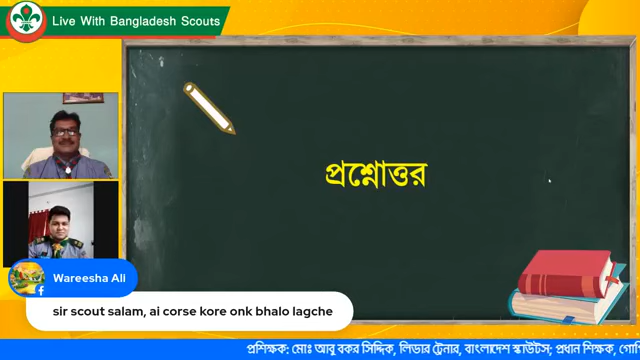 Live With Bangladesh Scouts
প্রশ্নোত্তর
Wareesha Ali
sir scout salam, ai corse kore onk bhalo lagche
প্রশিক্ষক: মোঃ আবু বকর সিদ্দিক, লিডার ট্রেনার, বাংলাদেশ স্কাউটস; প্রধান শিক্ষক,